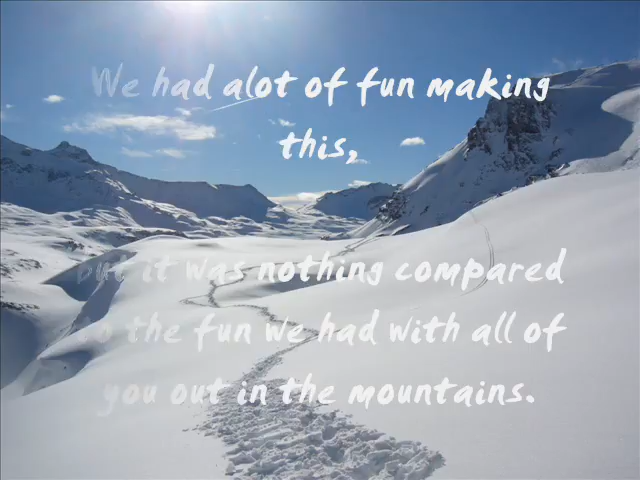 We had alot of fun making
this,
but it was nothing compared
to the fun we had with all of
you out in the mountains.